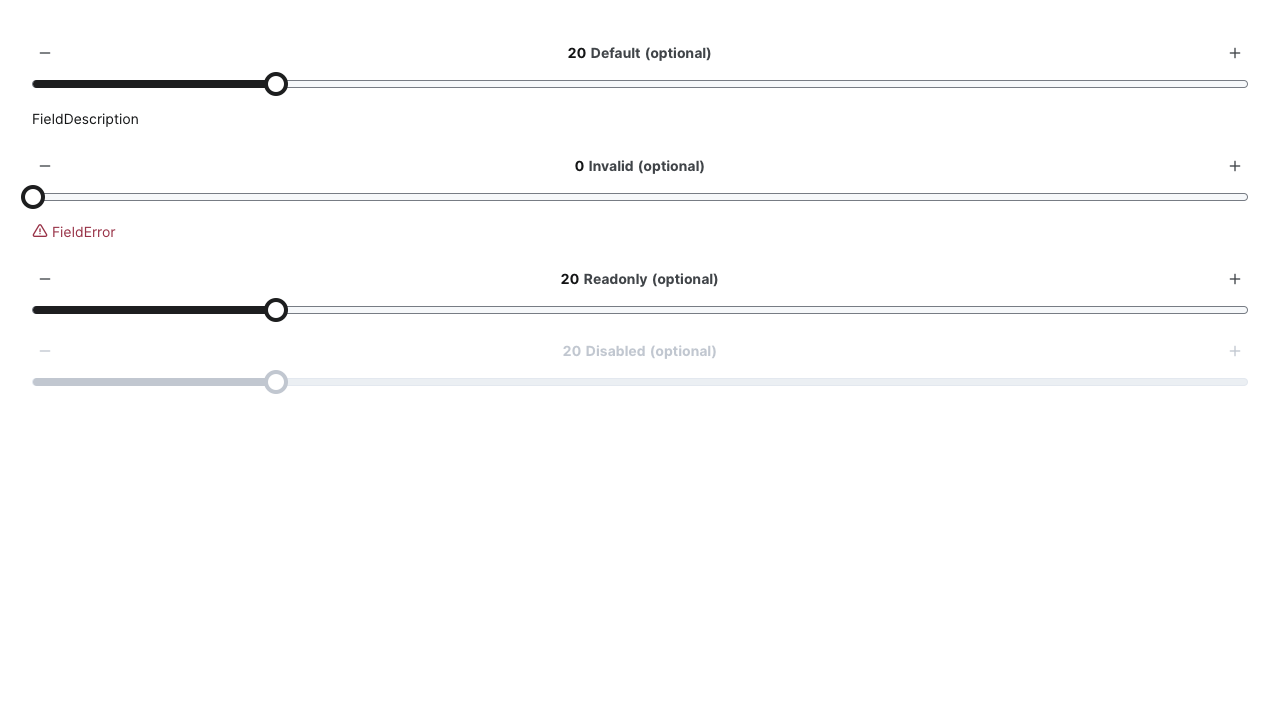 20 Default (optional)
FieldDescription
0 Invalid (optional)
FieldError
20 Readonly (optional)
20 Disabled (optional)